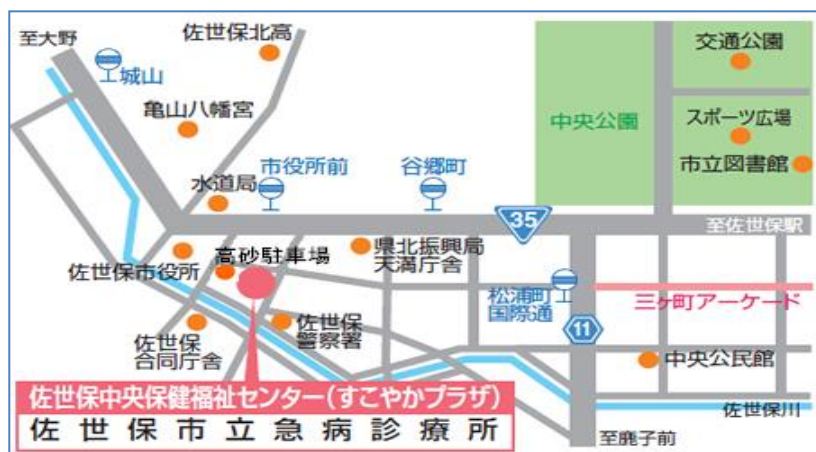 至大野
佐世保北高
城山
亀山八幡宮
交通公園
中央公園
スポーツ広場
市立図書館
市役所前
谷郷町
水道局
35
至佐世保駅
高砂駐車場
県北振興局
天満庁舎
佐世保市役所
松浦町
国際通
三ヶ町アーケード
佐世保
合同庁舎
佐世保
警察署
11
中央公民館
佐世保中央保健福祉センター(すこやかプラザ)
佐世保市立急病診療所
佐世保川
至鹿子前